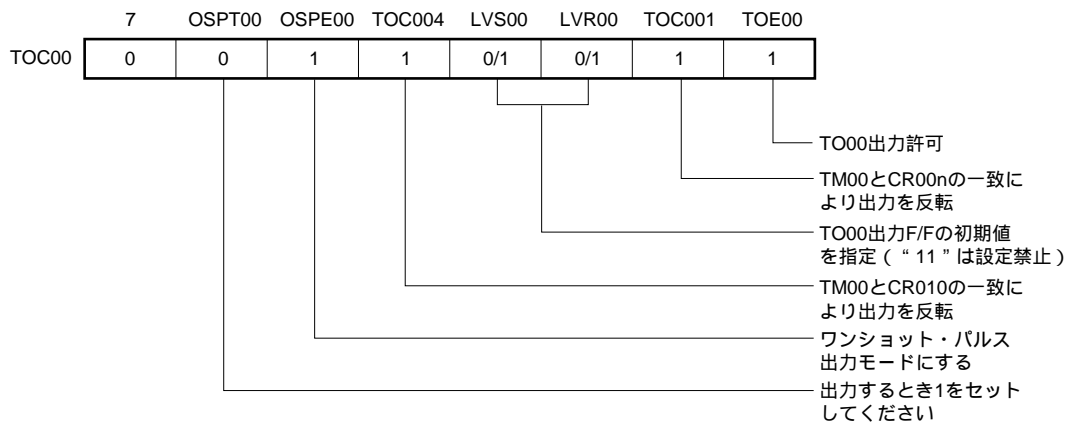 7 OSPT00 OSPE00 TOC004 LVS00 LVR00 TOC001 TOE00
TOC00 0 0 1 1 0/1 0/1 1 1
TO00出力許可
TM00とCR00nの一致に
より出力を反転
TO00出力F/Fの初期値
を指定（“11”は設定禁止）
TM00とCR010の一致に
より出力を反転
ワンショット・パルス
出力モードにする
出力するとき1をセット
してください